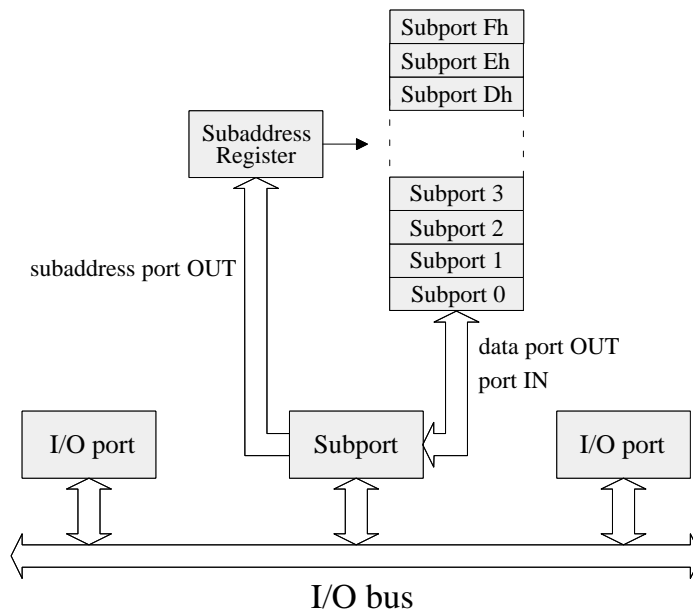 Subport Fh
Subport Eh
Subport Dh
Subaddress
Register
Subport 3
Subport 2
Subport 1
Subport 0
subaddress port OUT
data port OUT
port IN
I/O port
Subport
I/O port
I/O bus